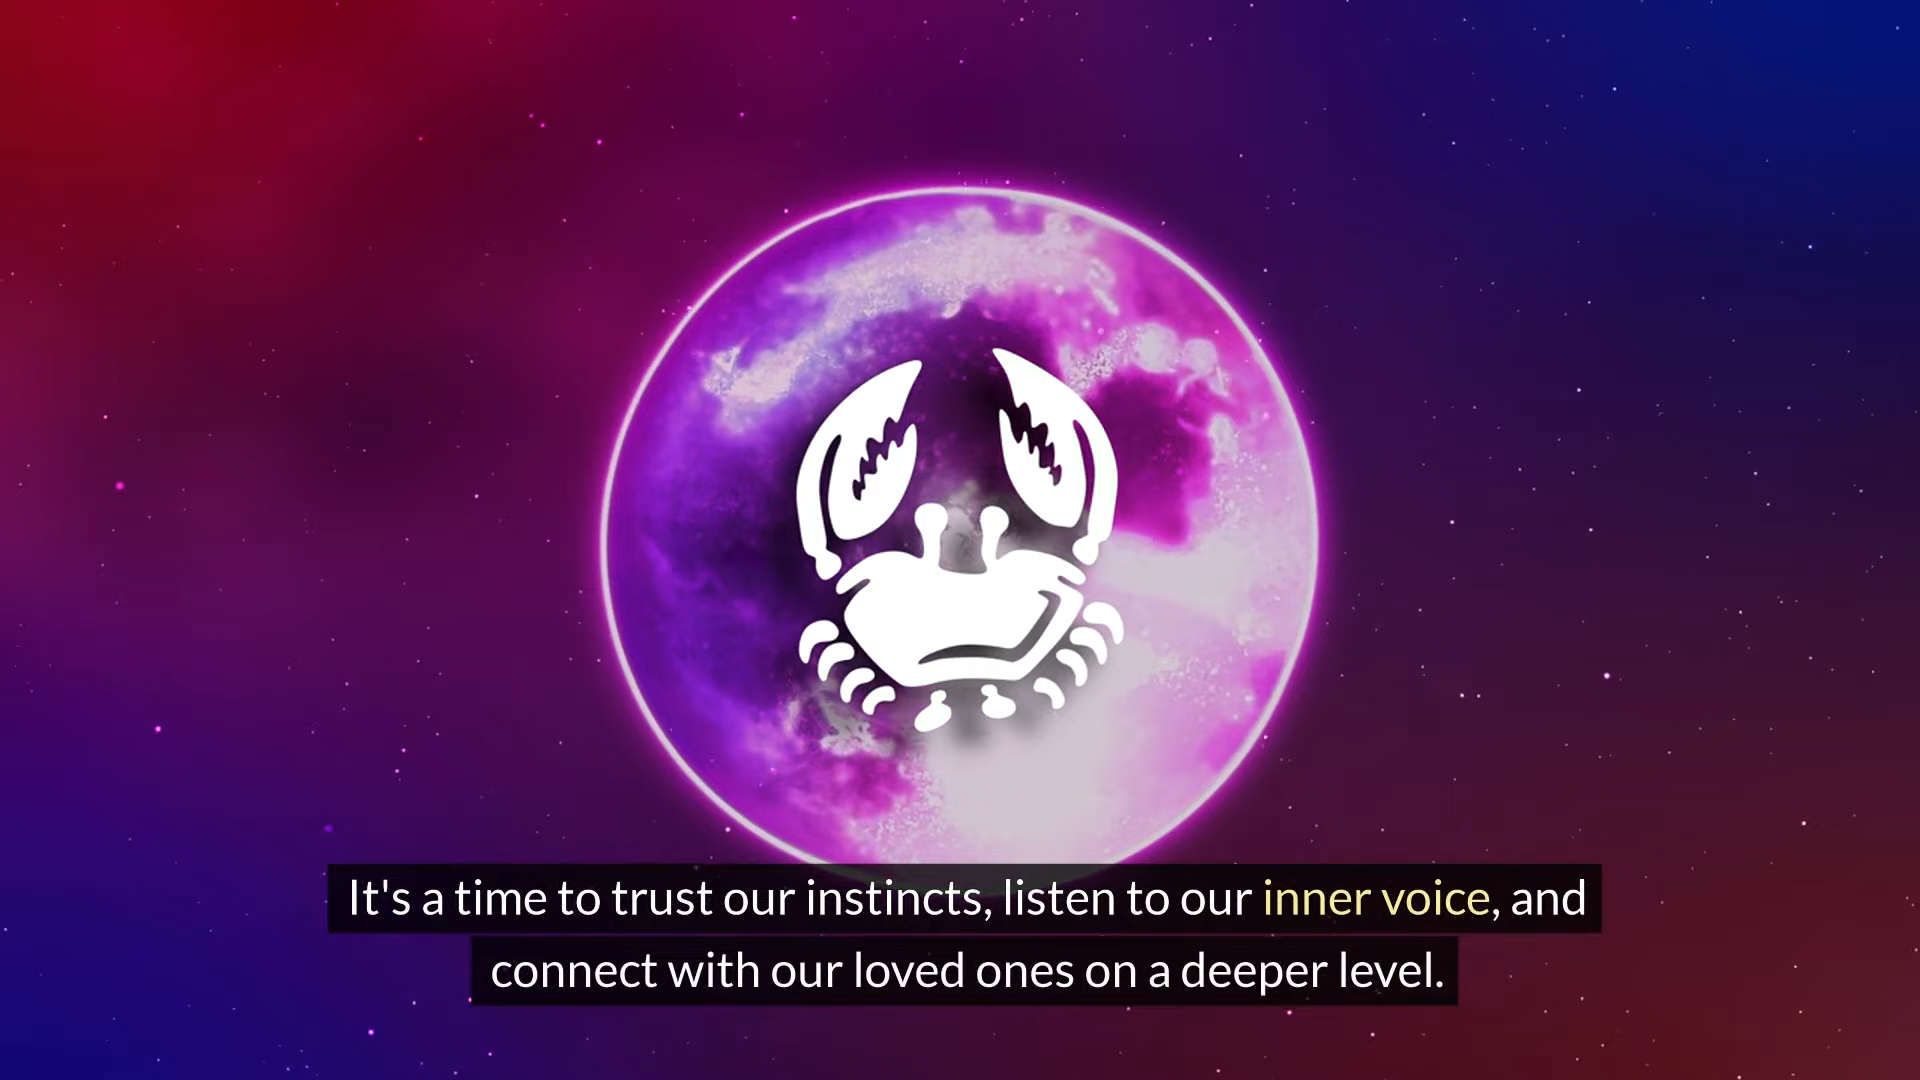 It's a time to trust our instincts, listen to our inner voice, and
connect with our loved ones on a deeper level.